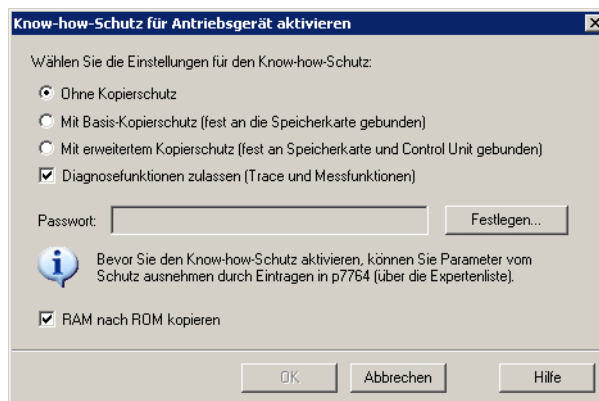 Know-how-Schutz für Antriebsgerät aktivieren
Wählen Sie die Einstellungen für den Know-how-Schutz:
Ohne Kopierschutz
Mit Basis-Kopierschutz (fest an die Speicherkarte gebunden)
Mit erweitertem Kopierschutz (fest an Speicherkarte und Control Unit gebunden)
Diagnosefunktionen zulassen (Trace und Messfunktionen)
Passwort: Festlegen...
Bevor Sie den Know-how-Schutz aktivieren, können Sie Parameter vom
Schutz ausnehmen durch Eintragen in p7764 (über die Expertenliste).
RAM nach ROM kopieren
OK Abbrechen Hilfe